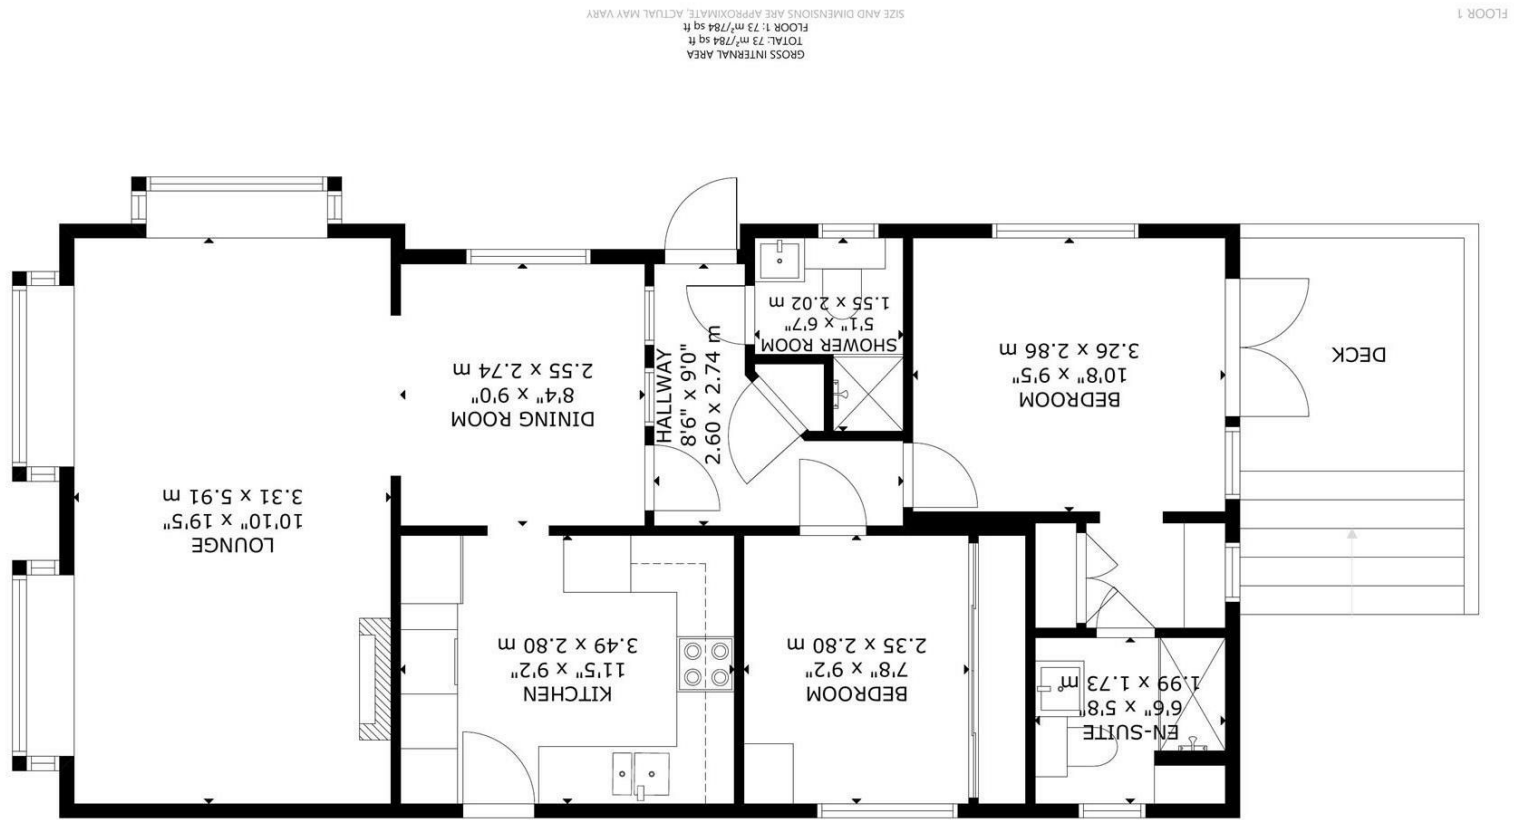 EN-SUITE
6'6" x 5'8"
1.99 x 1.73 m
BEDROOM
7'8" x 9'2"
2.35 x 2.80 m
KITCHEN
11'5" x 9'2"
3.49 x 2.80 m
LOUNGE
10'10" x 19'5"
3.31 x 5.91 m
DECK
BEDROOM
10'8" x 9'5"
3.26 x 2.86 m
SHOWER ROOM
5'1" x 6'7"
1.55 x 2.02 m
HALLWAY
8'6" x 9'0"
2.60 x 2.74 m
DINING ROOM
8'4" x 9'0"
2.55 x 2.74 m
GROSS INTERNAL AREA
TOTAL: 73 m²/784 sq ft
FLOOR 1: 73 m²/784 sq ft
SIZE AND DIMENSIONS ARE APPROXIMATE, ACTUAL MAY VARY
FLOOR 1